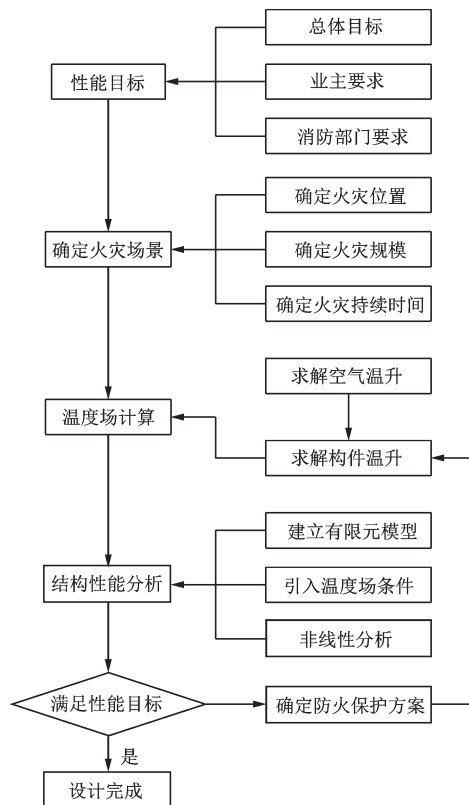 总体目标
性能目标
业主要求
消防部门要求
确定火灾位置
确定火灾场景
确定火灾规模
确定火灾持续时间
求解空气温升
温度场计算
求解构件温升
建立有限元模型
结构性能分析
引入温度场条件
非线性分析
满足性能目标
确定防火保护方案
是
设计完成